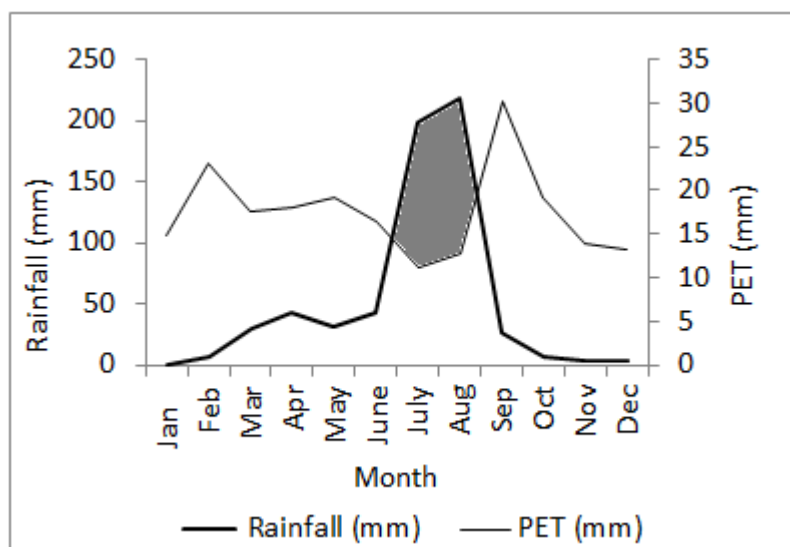 Rainfall (mm)
250
200
150
100
50
0
PET (mm)
35
30
25
20
15
10
5
0
Jan
Feb
Mar
Apr
May
June
July
Aug
Sep
Oct
Nov
Dec
Month
Rainfall (mm) PET (mm)